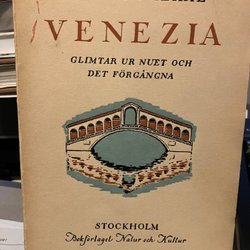 VENEZIA
GLIMTAR UR NUET OCH
DET FÖRGÅNGNA
STOCKHOLM
Bokförlaget Natur och Kultur